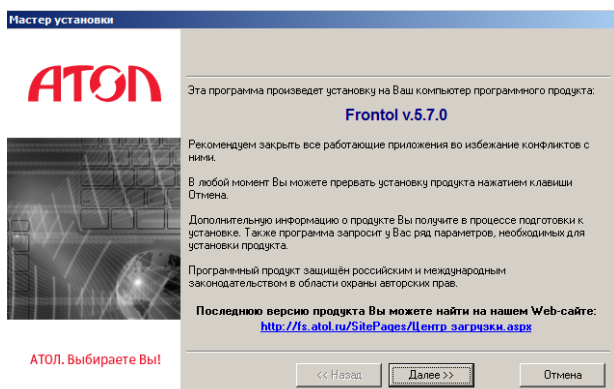 Мастер установки
АТОЛ
Эта программа произведет установку на Ваш компьютер программного продукта:
Frontol v.5.7.0
Рекомендуем закрыть все работающие приложения во избежание конфликтов с
ними.
В любой момент Вы можете прервать установку продукта нажатием клавиши
Отмена.
Дополнительную информацию о продукте Вы получите в процессе подготовки к
установке. Также программа запросит у Вас ряд параметров, необходимых для
установки продукта.
Программный продукт защищён российским и международным
законодательством в области охраны авторских прав.
Последнюю версию продукта Вы можете найти на нашем Web-сайте:
http://fs.atol.ru/SitePages/Центр загрузки.aspx
АТОЛ. Выбираете Вы!
<< Назад
Далее >>
Отмена